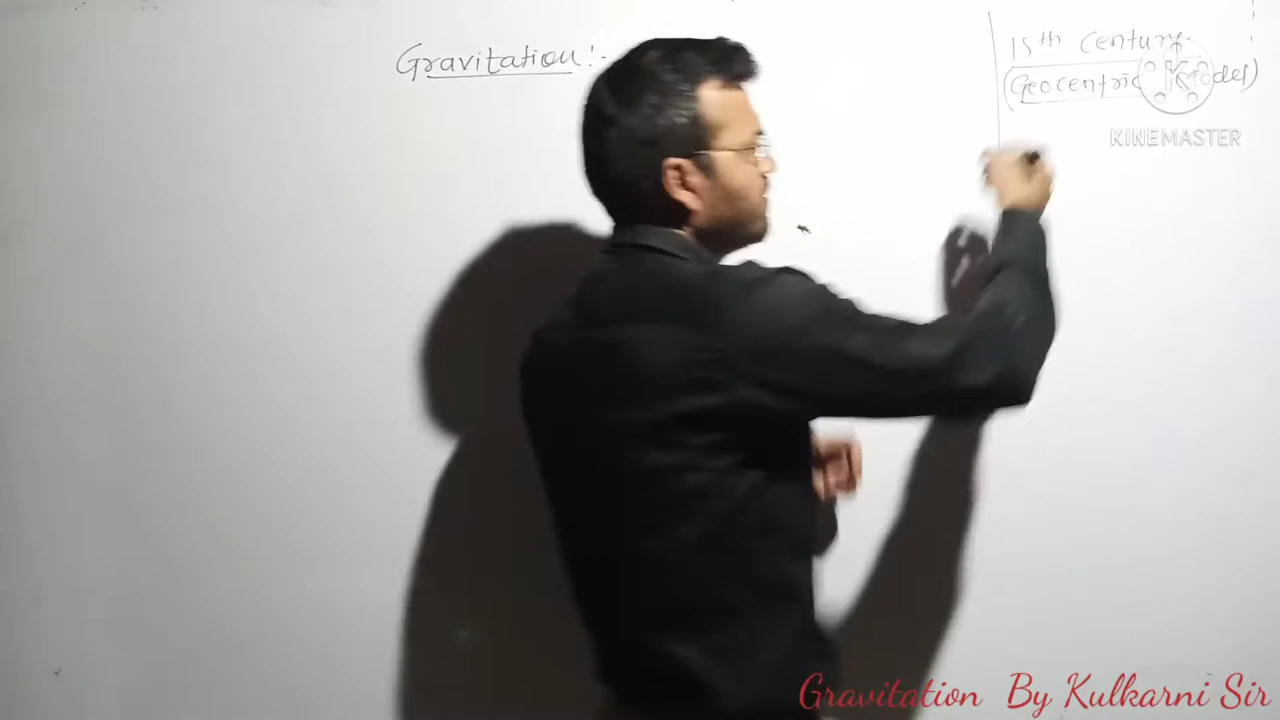 Gravitation :-
15th Century.
(Geocentric Model)
KINEMASTER
Gravitation By Kulkarni Sir